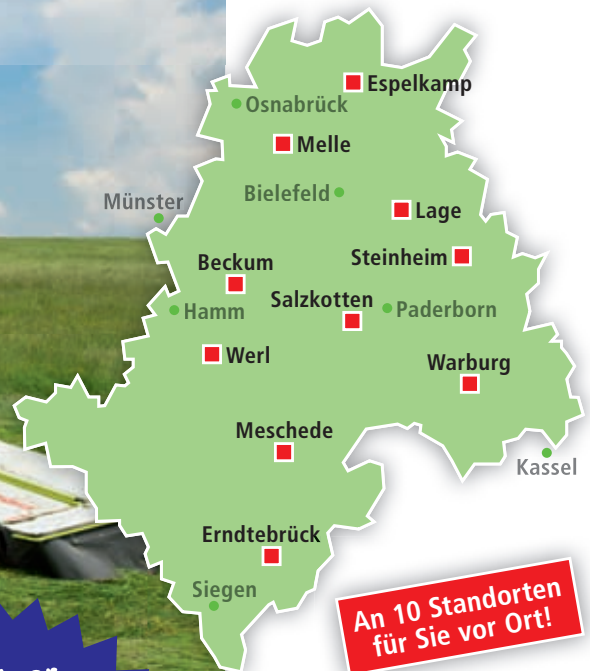 Espelkamp
Osnabrück
Melle
Bielefeld
Münster
Lage
Steinheim
Beckum
Salzkotten
Paderborn
Hamm
Werl
Warburg
Meschede
Kassel
Erndtebrück
Siegen
An 10 Standorten
für Sie vor Ort!